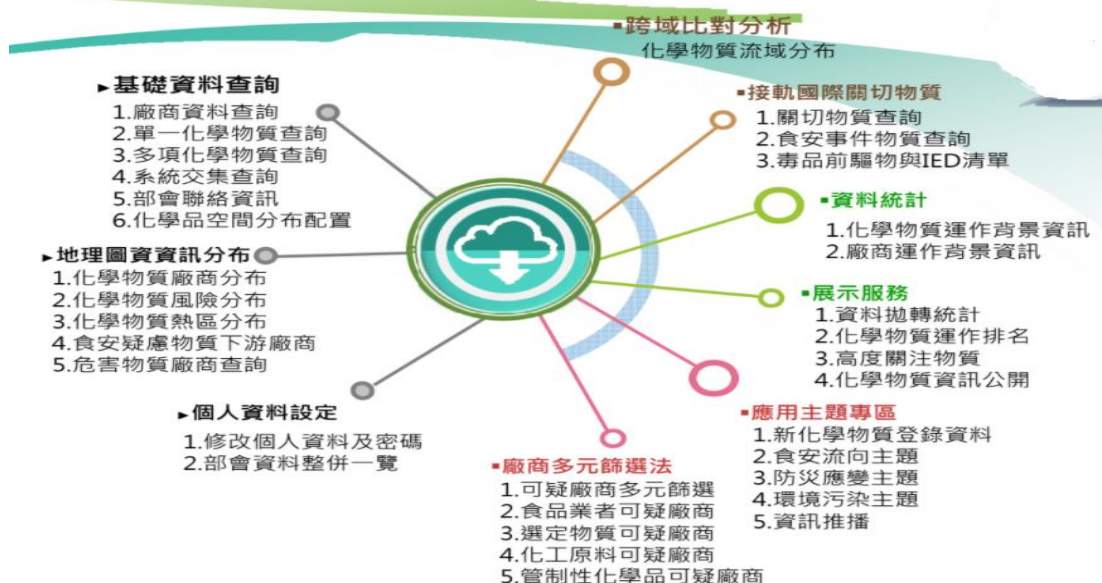 ▪跨域比對分析
化學物質流域分布
▸基礎資料查詢
1.廠商資料查詢
2.單一化學物質查詢
3.多項化學物質查詢
4.系統交集查詢
5.部會聯絡資訊
6.化學品空間分布配置
▪接軌國際關切物質
1.關切物質查詢
2.食安事件物質查詢
3.毒品前驅物與IED清單
▪資料統計
1.化學物質運作背景資訊
2.廠商運作背景資訊
▸地理圖資資訊分布
1.化學物質廠商分布
2.化學物質風險分布
3.化學物質熱區分布
4.食安疑慮物質下游廠商
5.危害物質廠商查詢
▪展示服務
1.資料拋轉統計
2.化學物質運作排名
3.高度關注物質
4.化學物質資訊公開
▸個人資料設定
1.修改個人資料及密碼
2.部會資料整併一覽
▪應用主題專區
1.新化學物質登錄資料
2.食安流向主題
3.防災應變主題
4.環境污染主題
5.資訊推播
▪廠商多元篩選法
1.可疑廠商多元篩選
2.食品業者可疑廠商
3.選定物質可疑廠商
4.化工原料可疑廠商
5.管制性化學品可疑廠商